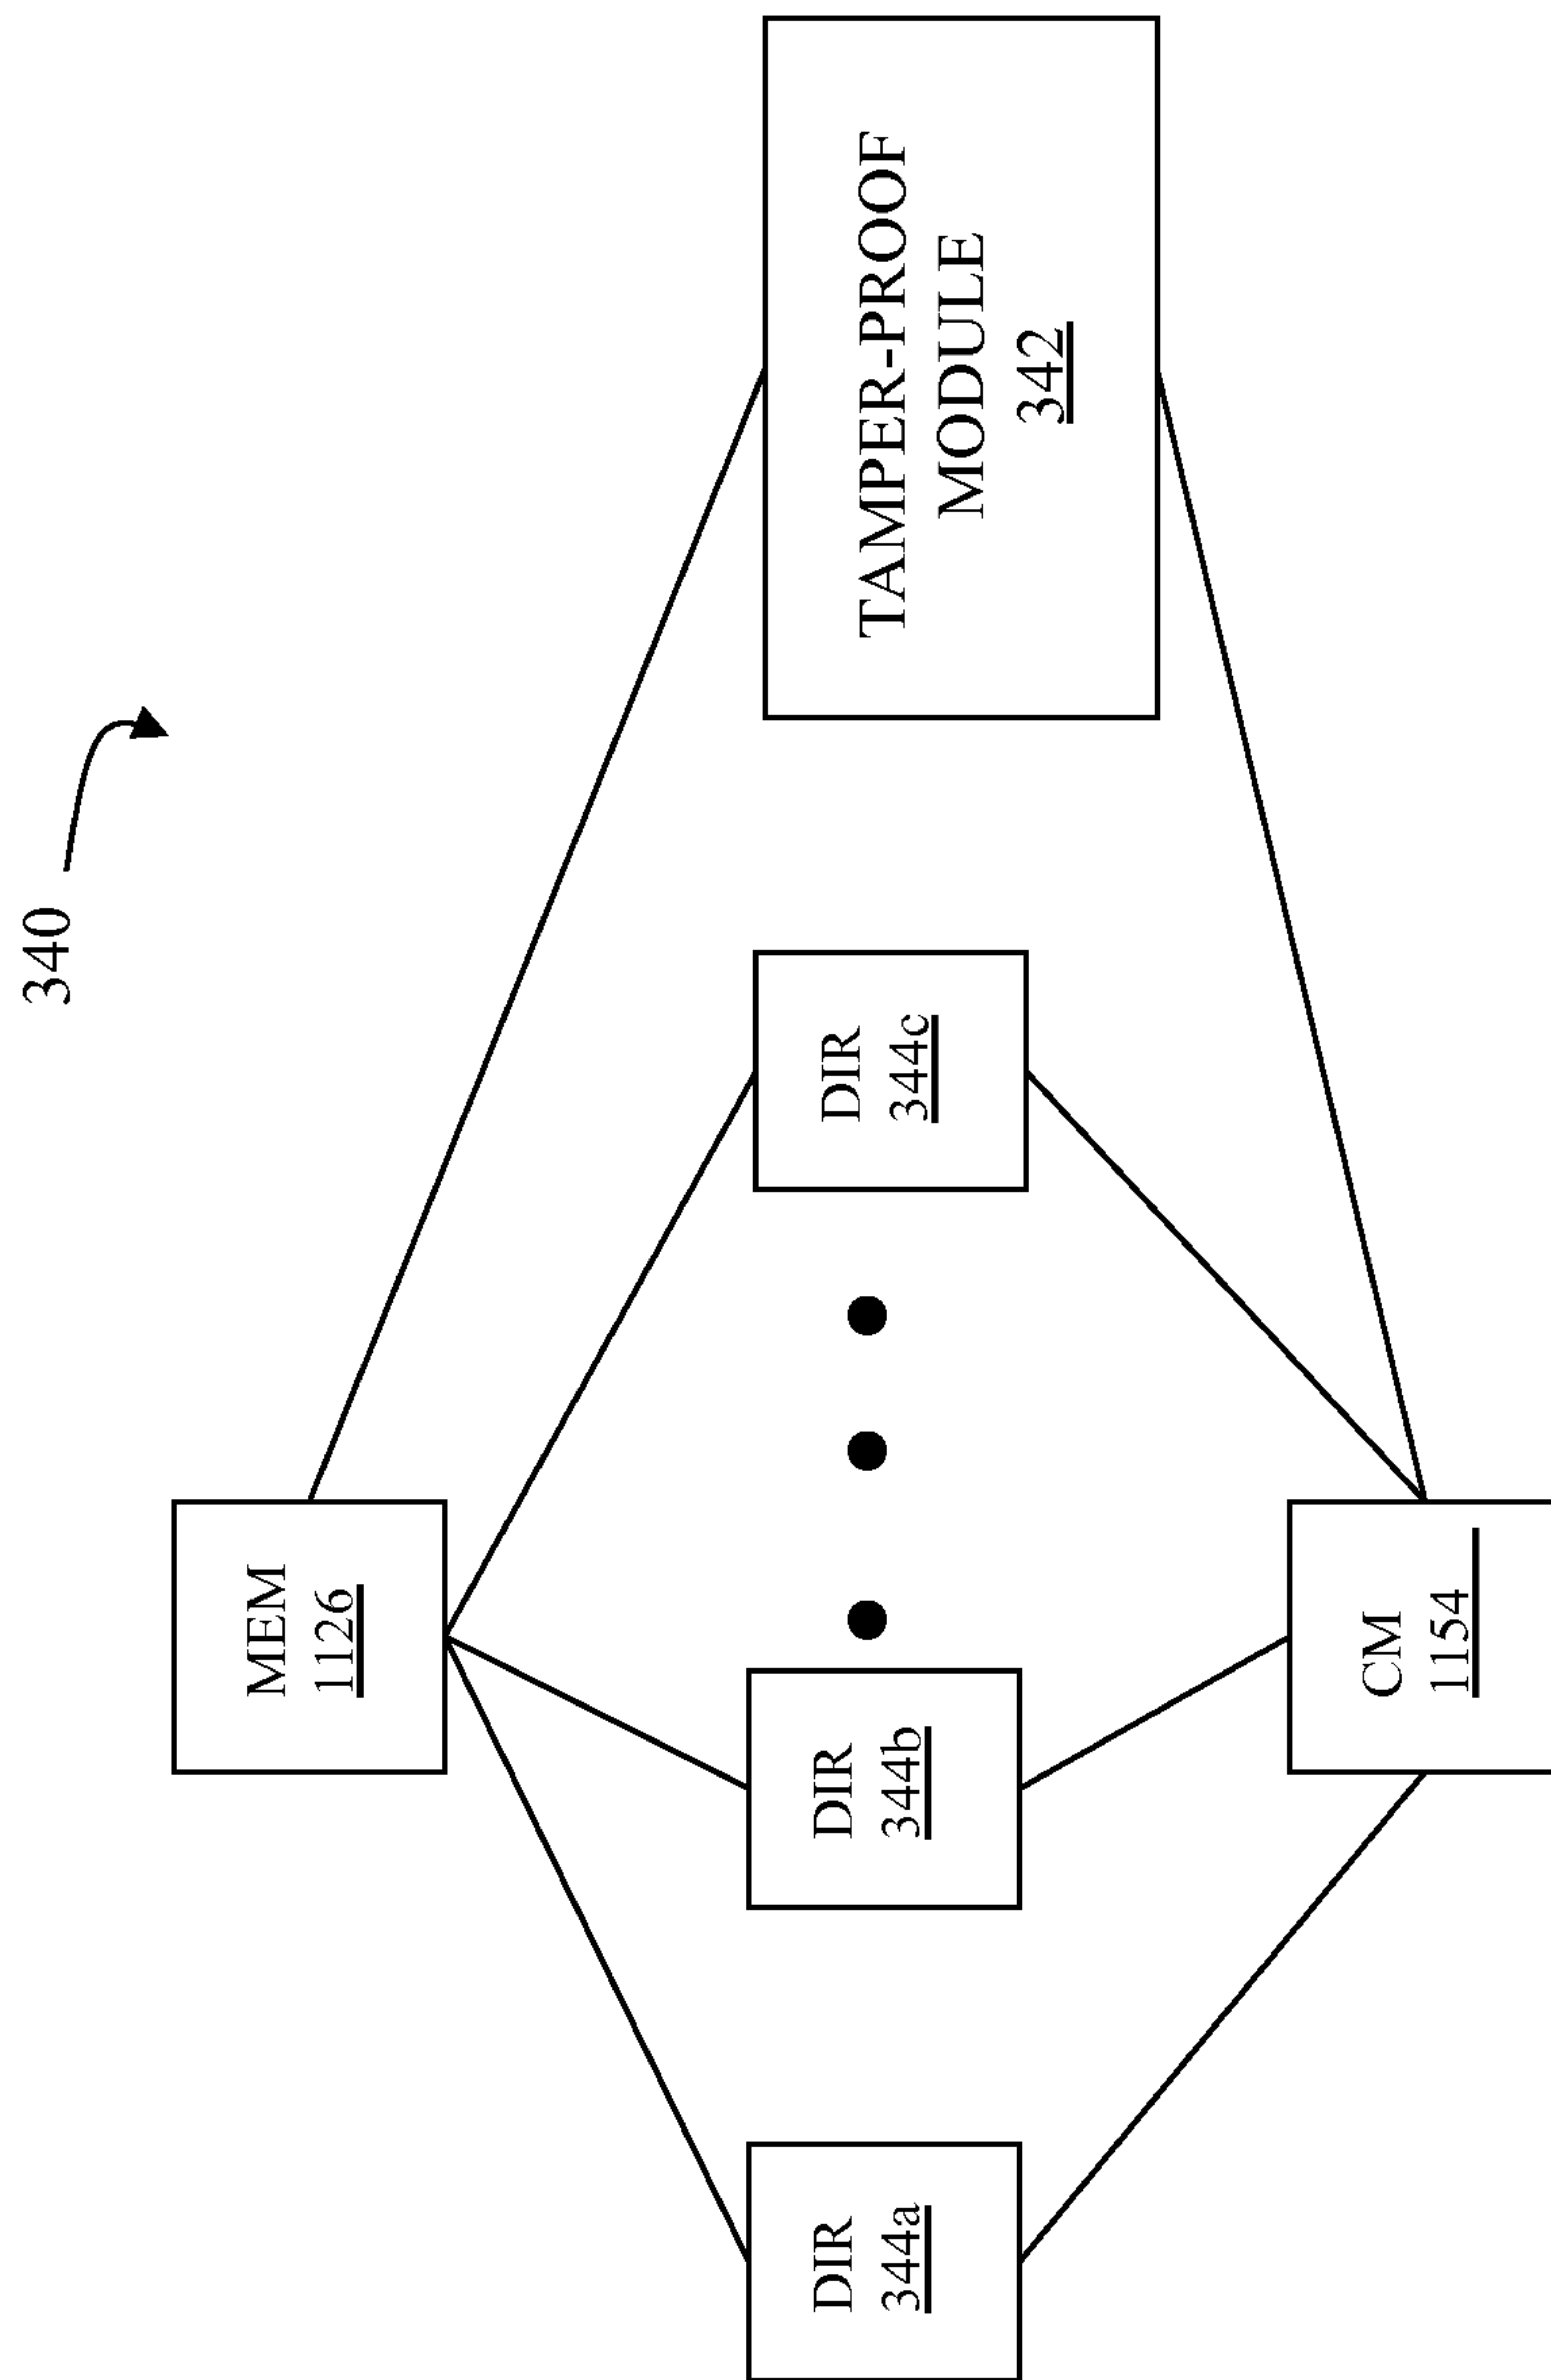 340
MEM
1126
DIR
344a
DIR
344b
DIR
344c
TAMPER-PROOF
MODULE
342
CM
1154